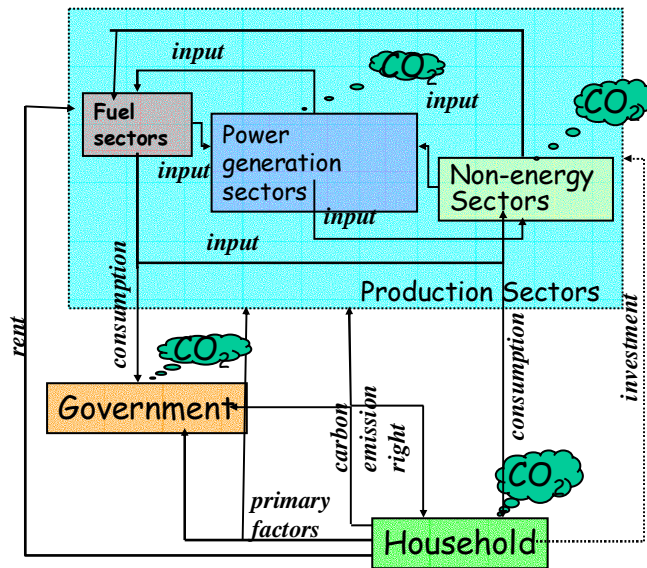 input
CO2
input
CO2
Fuel
sectors
Power
generation
sectors
input
Non-energy
Sectors
input
input
Production Sectors
rent
consumption
CO2
investment
consumption
Government
carbon
emission
right
CO2
primary
factors
Household